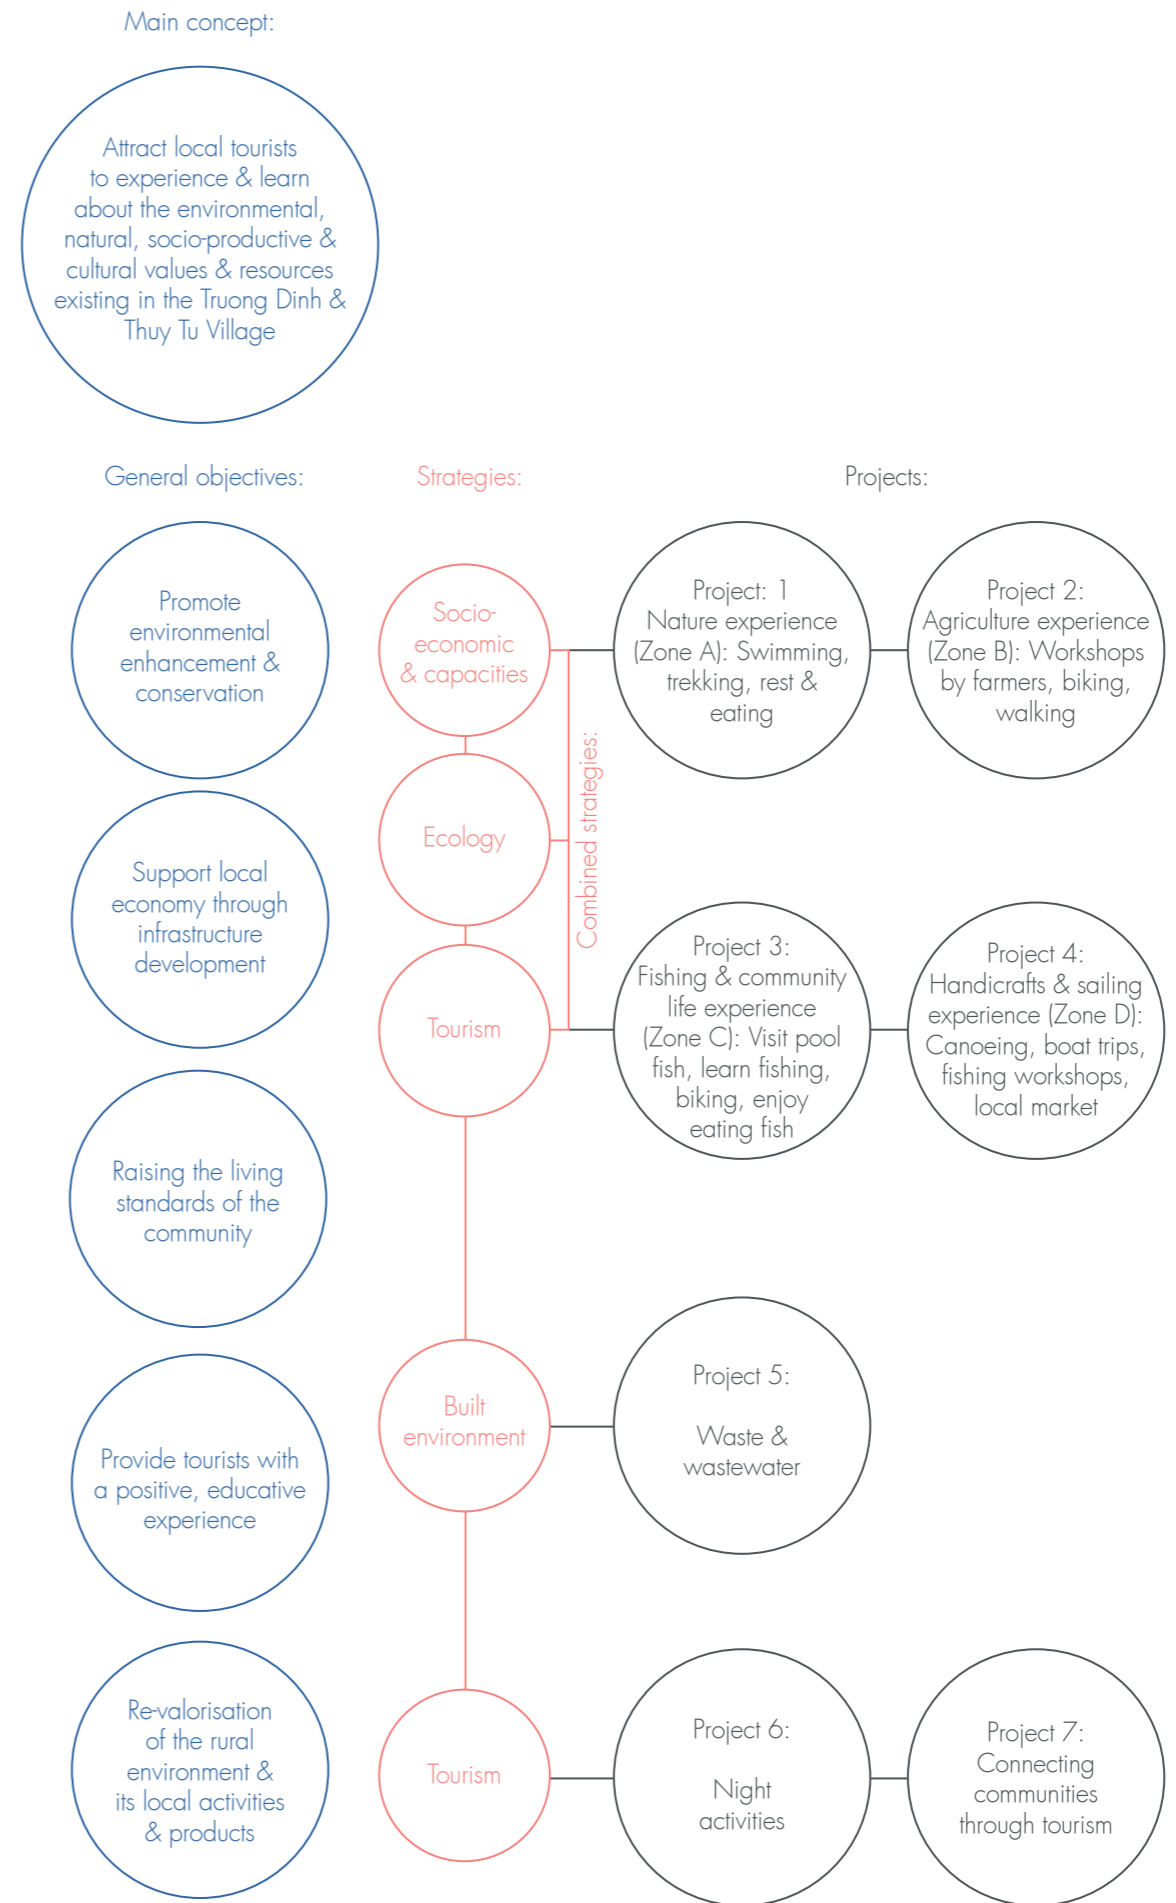 Main concept:
Attract local tourists
to experience & learn
about the environmental,
natural, socio-productive &
cultural values & resources
existing in the Truong Dinh &
Thuy Tu Village
General objectives:
Promote
environmental
enhancement &
conservation
Support local
economy through
infrastructure
development
Raising the living
standards of the
community
Provide tourists with
a positive, educative
experience
Re-valorisation
of the rural
environment &
its local activities
& products
Strategies:
Socio-
economic
& capacities
Ecology
Tourism
Combined strategies:
Built
environment
Tourism
Projects:
Project: 1
Nature experience
(Zone A): Swimming,
trekking, rest &
eating
Project 2:
Agriculture experience
(Zone B): Workshops
by farmers, biking,
walking
Project 3:
Fishing & community
life experience
(Zone C): Visit pool
fish, learn fishing,
biking, enjoy
eating fish
Project 4:
Handicrafts & sailing
experience (Zone D):
Canoeing, boat trips,
fishing workshops,
local market
Project 5:
Waste &
wastewater
Project 6:
Night
activities
Project 7:
Connecting
communities
through tourism